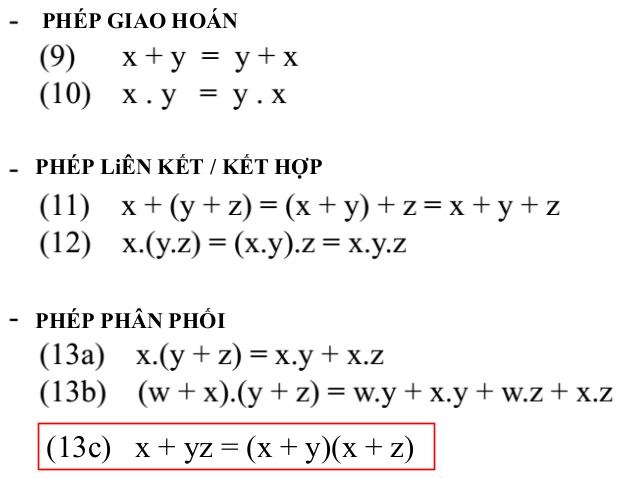 - PHÉP GIAO HOÁN
(9) x + y = y + x
(10) x . y = y . x
- PHÉP LiÊN KẾT / KẾT HỢP
(11) x + (y + z) = (x + y) + z = x + y + z
(12) x.(y.z) = (x.y).z = x.y.z
- PHÉP PHÂN PHỐI
(13a) x.(y + z) = x.y + x.z
(13b) (w + x).(y + z) = w.y + x.y + w.z + x.z
(13c) x + yz = (x + y)(x + z)